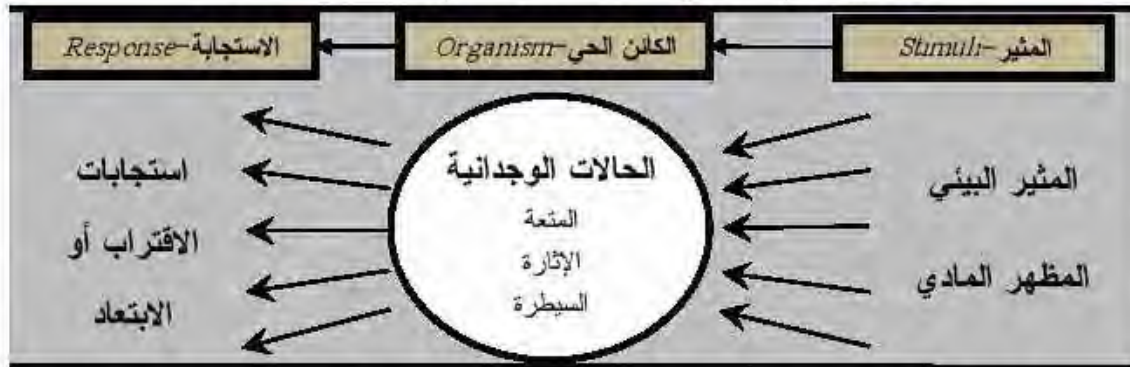 المثير-Stimuli
الكائن الحي-Organism
الاستجابة-Response
المثير البيئي
المظهر المادي
الحالات الوجدانية
المتعة
الإثارة
السيطرة
استجابات
الاقتراب أو
الابتعاد